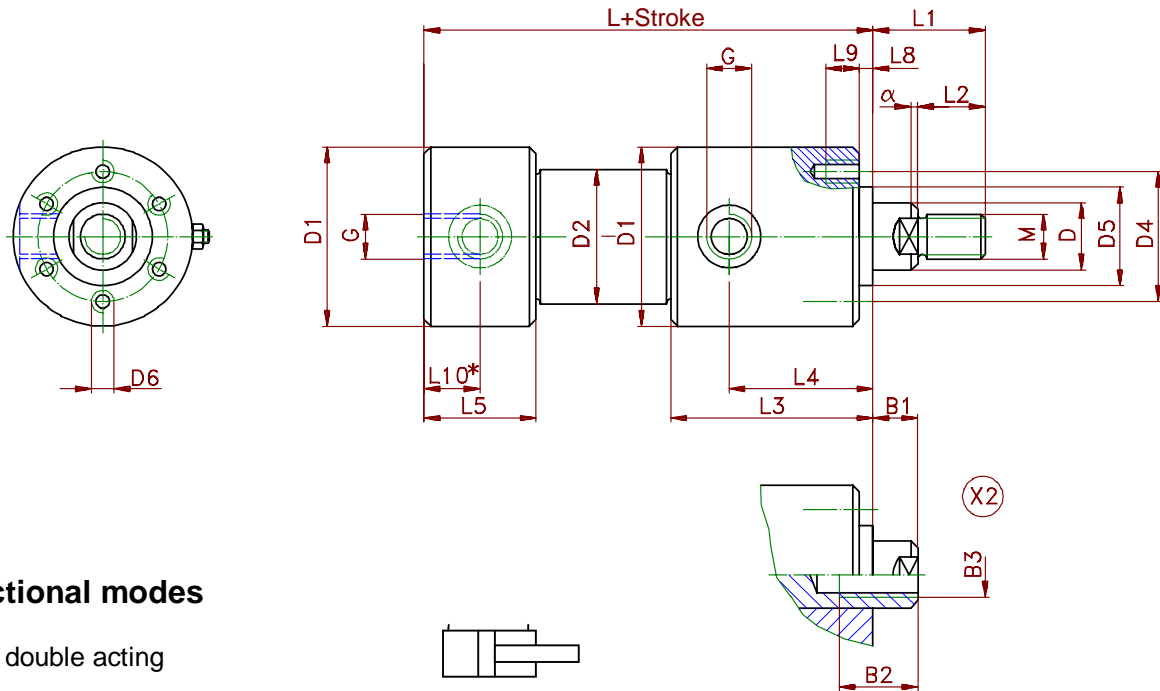 L+Stroke
L1
G
L9
L8
α
L2
D1
G
D2
D1
M
D
D5
D4
D6
L10*
L5
L4
L3
B1
X2
B3
B2
ctional modes
double acting